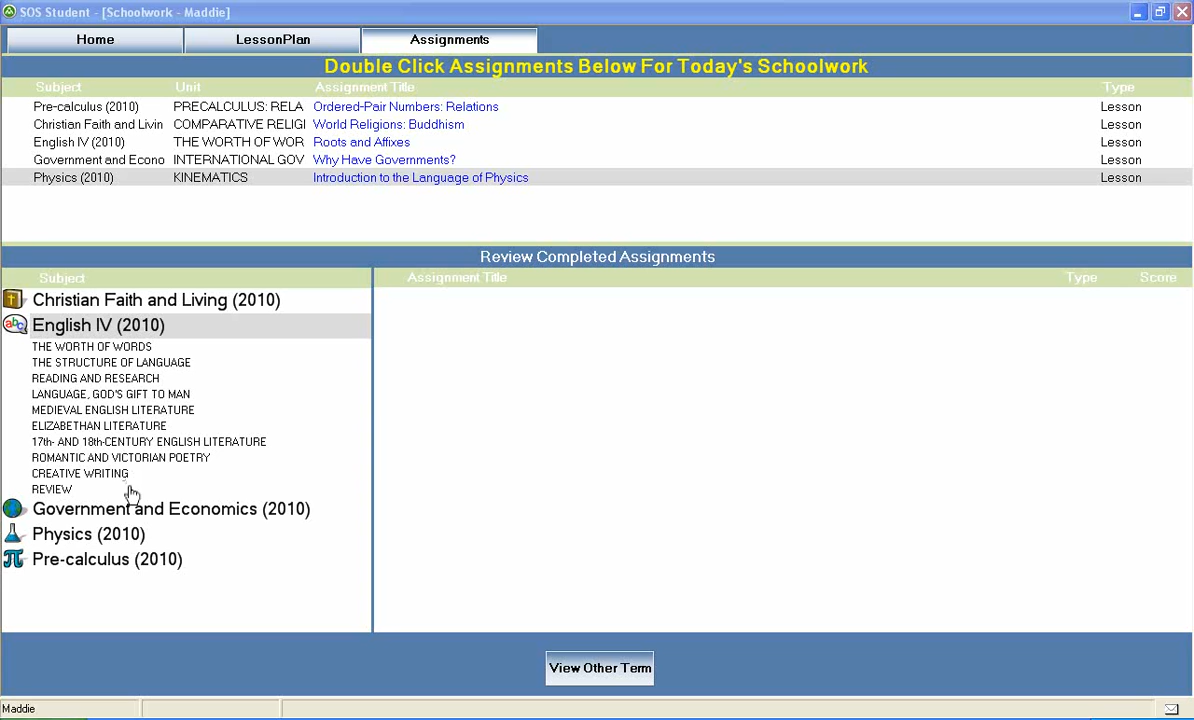 SOS Student - [Schoolwork - Maddie]
Home LessonPlan Assignments
Double Click Assignments Below For Today's Schoolwork
Subject Unit Assignment Title Type
Pre-calculus (2010) PRECALCULUS: RELA Ordered-Pair Numbers: Relations Lesson
Christian Faith and Livin COMPARATIVE RELIGI World Religions: Buddhism Lesson
English IV (2010) THE WORTH OF WOR Roots and Affixes Lesson
Government and Econo INTERNATIONAL GOV Why Have Governments? Lesson
Physics (2010) KINEMATICS Introduction to the Language of Physics Lesson
Review Completed Assignments
Subject Assignment Title Type Score
Christian Faith and Living (2010)
abc English IV (2010)
THE WORTH OF WORDS
THE STRUCTURE OF LANGUAGE
READING AND RESEARCH
LANGUAGE, GOD'S GIFT TO MAN
MEDIEVAL ENGLISH LITERATURE
ELIZABETHAN LITERATURE
17th- AND 18th-CENTURY ENGLISH LITERATURE
ROMANTIC AND VICTORIAN POETRY
CREATIVE WRITING
REVIEW
Government and Economics (2010)
Physics (2010)
π Pre-calculus (2010)
View Other Term
Maddie